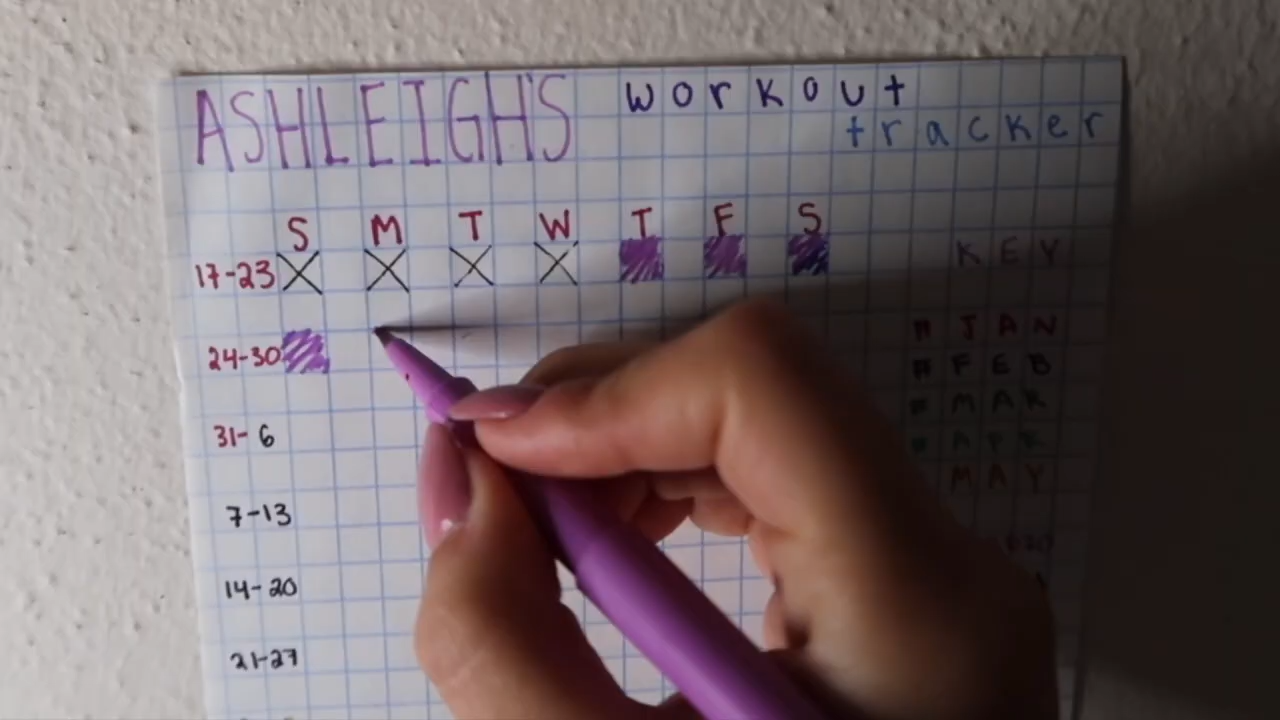 ASHLEIGH'S workout
tracker
S M T W T F S
17-23
KEY
24-30
# JAN
# FEB
# MAR
31-6
# APR
MAY
7-13
14-20
21-27